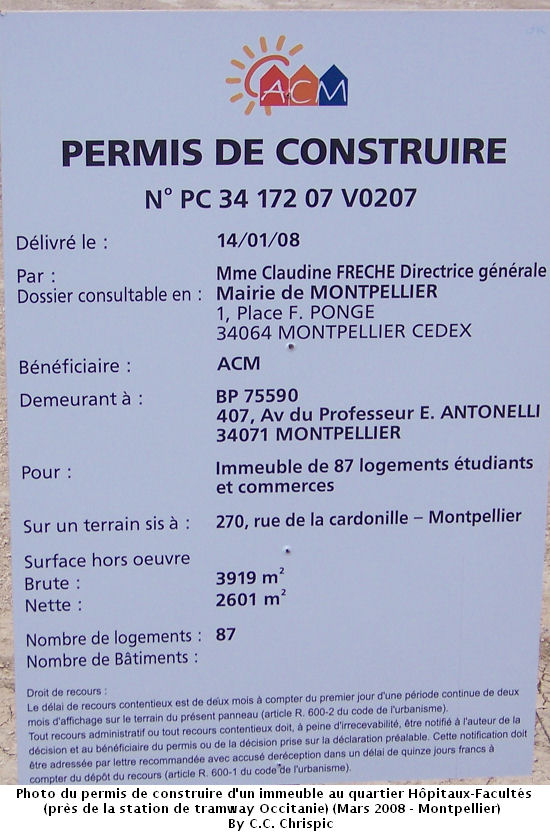 ACM
PERMIS DE CONSTRUIRE
N° PC 34 172 07 V0207
Délivré le : 14/01/08
Par : Mme Claudine FRECHE Directrice générale
Dossier consultable en : Mairie de MONTPELLIER
1, Place F. PONGE
34064 MONTPELLIER CEDEX
Bénéficiaire : ACM
Demeurant à : BP 75590
407, Av du Professeur E. ANTONELLI
34071 MONTPELLIER
Pour : Immeuble de 87 logements étudiants
et commerces
Sur un terrain sis à : 270, rue de la cardonille – Montpellier
Surface hors oeuvre
Brute : 3919 m²
Nette : 2601 m²
Nombre de logements : 87
Nombre de Bâtiments :
Droit de recours :
Le délai de recours contentieux est de deux mois à compter du premier jour d'une période continue de deux
mois d'affichage sur le terrain du présent panneau (article R. 600-2 du code de l'urbanisme).
Tout recours administratif ou tout recours contentieux doit, à peine d'irrecevabilité, être notifié à l'auteur de la
décision et au bénéficiaire du permis ou de la décision prise sur la déclaration préalable. Cette notification doit
être adressée par lettre recommandée avec accusé deréception dans un délai de quinze jours francs à
compter du dépôt du recours (article R. 600-1 du code de l'urbanisme).
Photo du permis de construire d'un immeuble au quartier Hôpitaux-Facultés
(près de la station de tramway Occitanie) (Mars 2008 - Montpellier)
By C.C. Chrispic